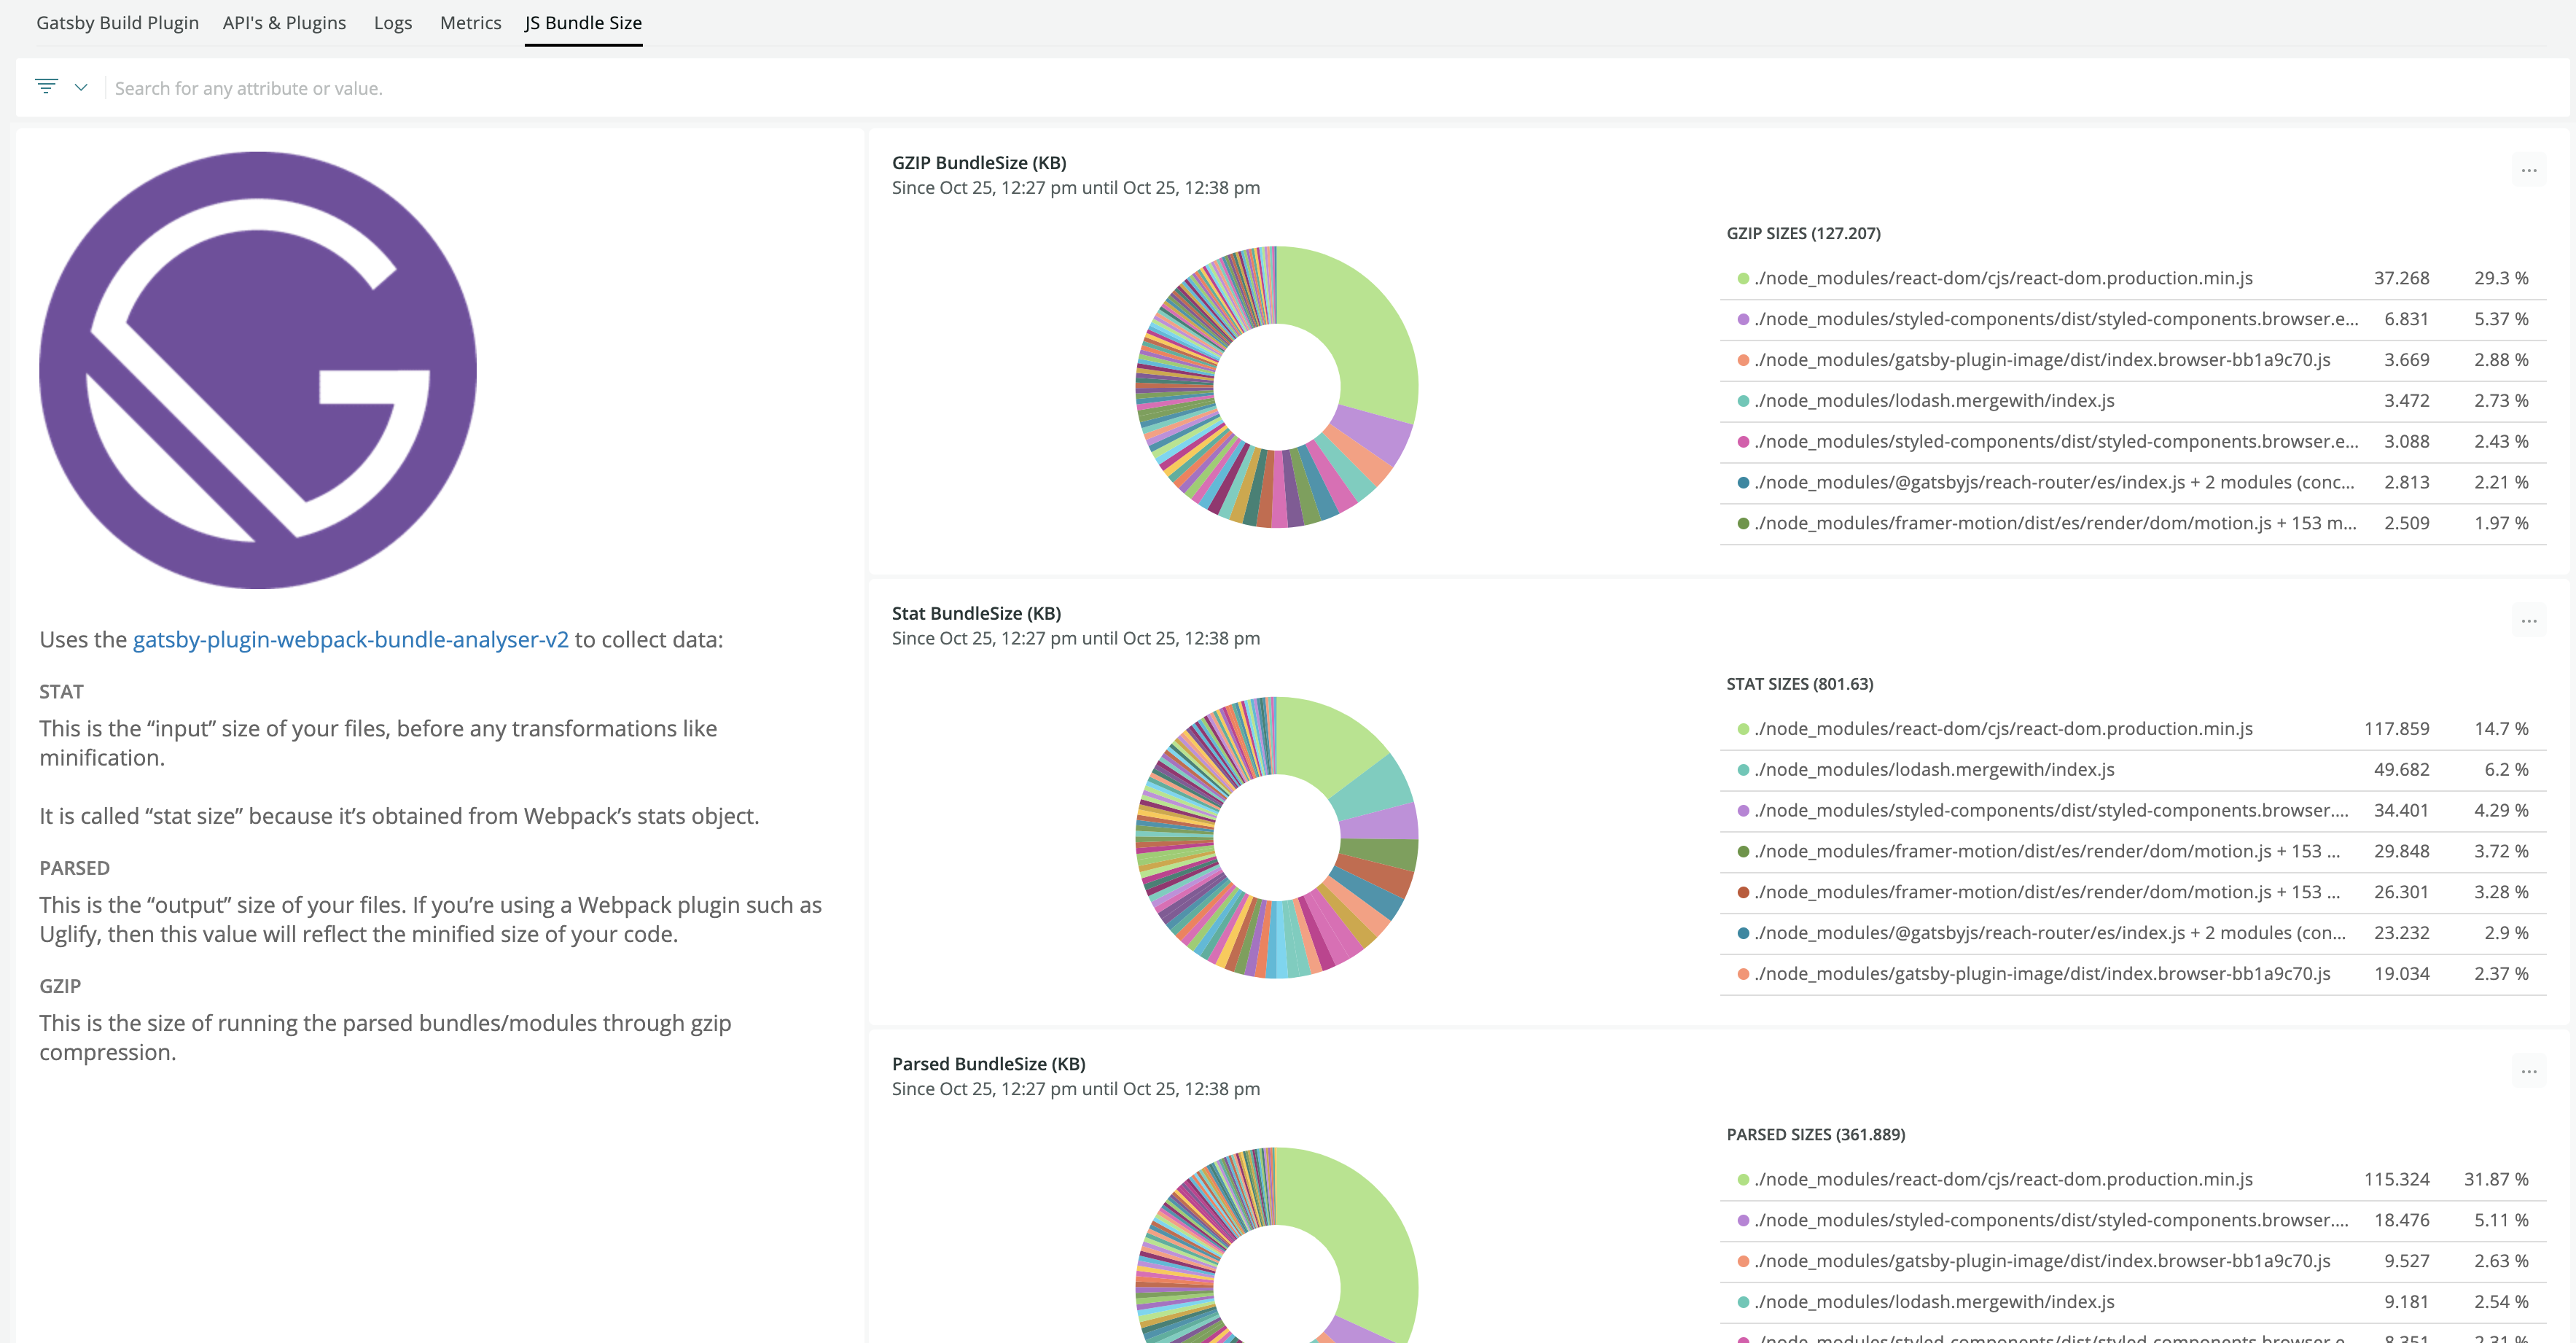 Gatsby Build Plugin API's & Plugins Logs Metrics JS Bundle Size
Search for any attribute or value.
Uses the gatsby-plugin-webpack-bundle-analyser-v2 to collect data:
STAT
This is the “input” size of your files, before any transformations like
minification.
It is called “stat size” because it’s obtained from Webpack’s stats object.
PARSED
This is the “output” size of your files. If you’re using a Webpack plugin such as
Uglify, then this value will reflect the minified size of your code.
GZIP
This is the size of running the parsed bundles/modules through gzip
compression.
GZIP BundleSize (KB)
Since Oct 25, 12:27 pm until Oct 25, 12:38 pm
...
GZIP SIZES (127.207)
./node_modules/react-dom/cjs/react-dom.production.min.js 37.268 29.3 %
./node_modules/styled-components/dist/styled-components.browser.e... 6.831 5.37 %
./node_modules/gatsby-plugin-image/dist/index.browser-bb1a9c70.js 3.669 2.88 %
./node_modules/lodash.mergewith/index.js 3.472 2.73 %
./node_modules/styled-components/dist/styled-components.browser.e... 3.088 2.43 %
./node_modules/@gatsbyjs/reach-router/es/index.js + 2 modules (conc... 2.813 2.21 %
./node_modules/framer-motion/dist/es/render/dom/motion.js + 153 m... 2.509 1.97 %
Stat BundleSize (KB)
Since Oct 25, 12:27 pm until Oct 25, 12:38 pm
...
STAT SIZES (801.63)
./node_modules/react-dom/cjs/react-dom.production.min.js 117.859 14.7 %
./node_modules/lodash.mergewith/index.js 49.682 6.2 %
./node_modules/styled-components/dist/styled-components.browser.... 34.401 4.29 %
./node_modules/framer-motion/dist/es/render/dom/motion.js + 153 ... 29.848 3.72 %
./node_modules/framer-motion/dist/es/render/dom/motion.js + 153 ... 26.301 3.28 %
./node_modules/@gatsbyjs/reach-router/es/index.js + 2 modules (con... 23.232 2.9 %
./node_modules/gatsby-plugin-image/dist/index.browser-bb1a9c70.js 19.034 2.37 %
Parsed BundleSize (KB)
Since Oct 25, 12:27 pm until Oct 25, 12:38 pm
...
PARSED SIZES (361.889)
./node_modules/react-dom/cjs/react-dom.production.min.js 115.324 31.87 %
./node_modules/styled-components/dist/styled-components.browser.... 18.476 5.11 %
./node_modules/gatsby-plugin-image/dist/index.browser-bb1a9c70.js 9.527 2.63 %
./node_modules/lodash.mergewith/index.js 9.181 2.54 %
./node_modules/styled-components/dist/styled-components.browser.e... 8.351 2.31 %